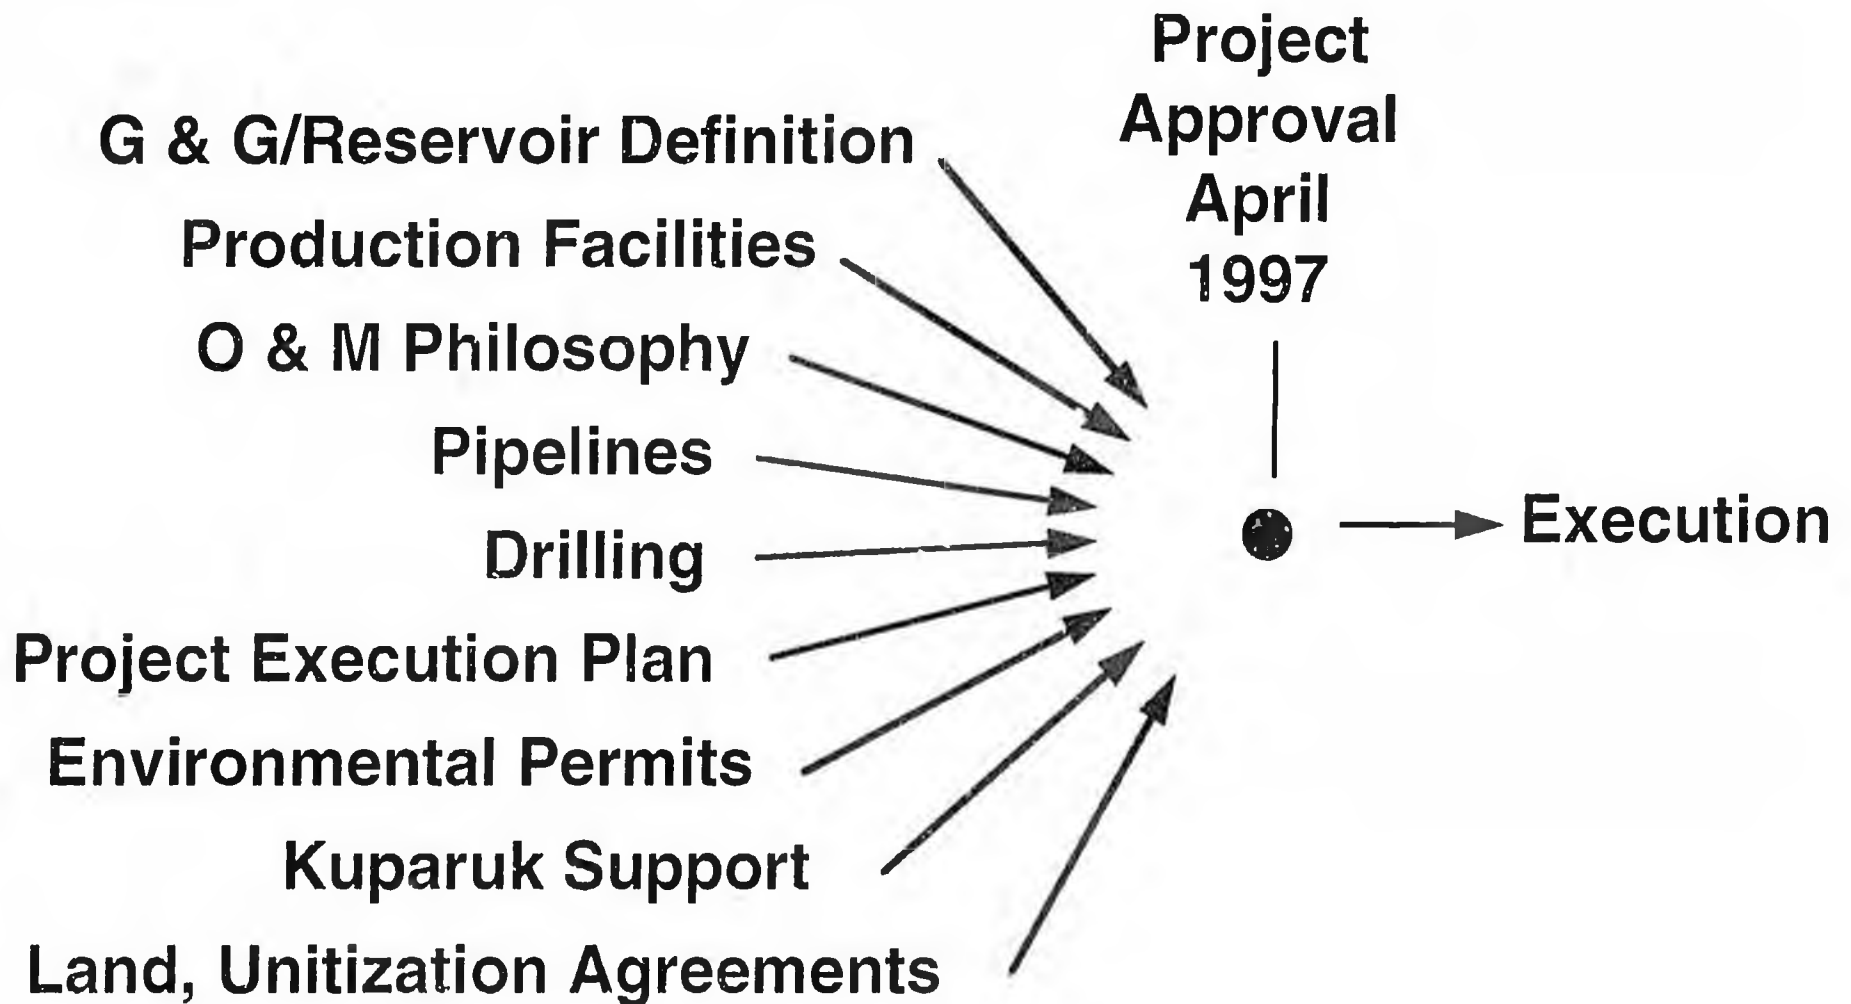 Project
Approval
April
1997
G & G/Reservoir Definition
Production Facilities
O & M Philosophy
Pipelines
Drilling
Project Execution Plan
Environmental Permits
Kuparuk Support
Land, Unitization Agreements
Execution